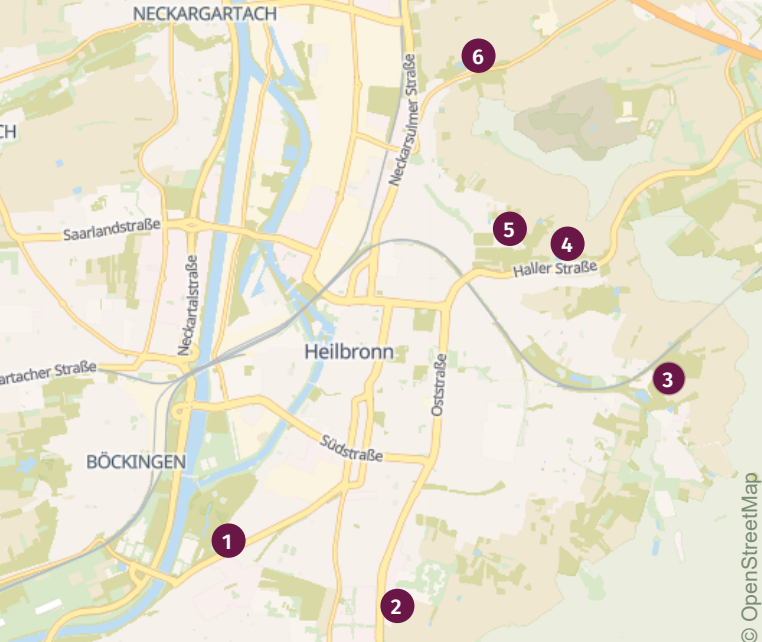 NECKARGARTACH
6
Neckarsulmer Straße
CH
5
4
Saarlandstraße
Haller Straße
Neckartalstraße
Heilbronn
artacher Straße
Oststraße
3
Südstraße
BÖCKINGEN
1
2
© OpenStreetMap